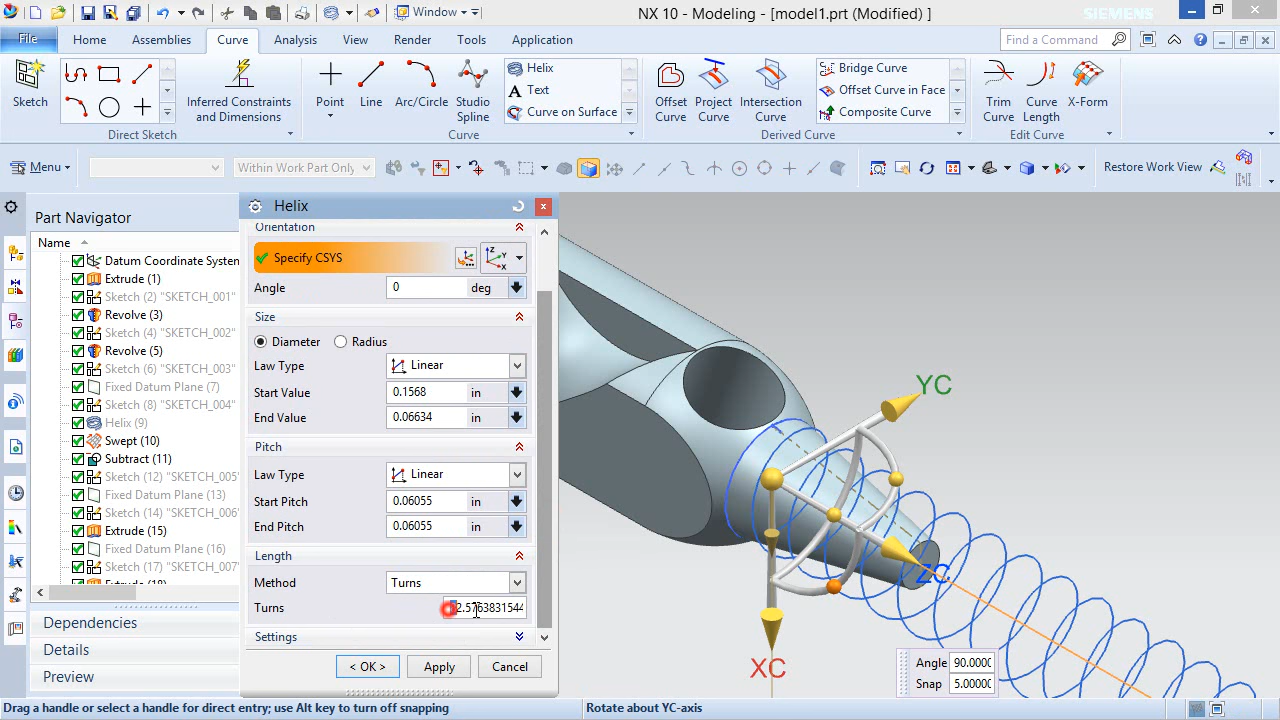 NX 10 - Modeling - [model1.prt (Modified) ]
SIEMENS
Window
File Home Assemblies Curve Analysis View Render Tools Application
Find a Command
Sketch
Inferred Constraints and Dimensions
Direct Sketch
Point
Line
Arc/Circle
Studio Spline
Helix
Text
Curve on Surface
Curve
Offset Curve
Project Curve
Intersection Curve
Bridge Curve
Offset Curve in Face
Composite Curve
Derived Curve
Trim Curve
Curve Length
X-Form
Edit Curve
Menu
Within Work Part Only
Restore Work View
Part Navigator
Name
Datum Coordinate System
Extrude (1)
Sketch (2) "SKETCH_001"
Revolve (3)
Sketch (4) "SKETCH_002"
Revolve (5)
Sketch (6) "SKETCH_003"
Fixed Datum Plane (7)
Sketch (8) "SKETCH_004"
Helix (9)
Swept (10)
Subtract (11)
Sketch (12) "SKETCH_005"
Fixed Datum Plane (13)
Sketch (14) "SKETCH_006"
Extrude (15)
Fixed Datum Plane (16)
Sketch (17) "SKETCH_007"
Dependencies
Details
Preview
Helix
Orientation
Specify CSYS
Z
Y
X
Angle 0 deg
Size
Diameter Radius
Law Type Linear
Start Value 0.1568 in
End Value 0.06634 in
Pitch
Law Type Linear
Start Pitch 0.06055 in
End Pitch 0.06055 in
Length
Method Turns
Turns
Settings
< OK > Apply Cancel
YC
ZC
XC
Angle 90.0000
Snap 5.00000
Drag a handle or select a handle for direct entry; use Alt key to turn off snapping
Rotate about YC-axis